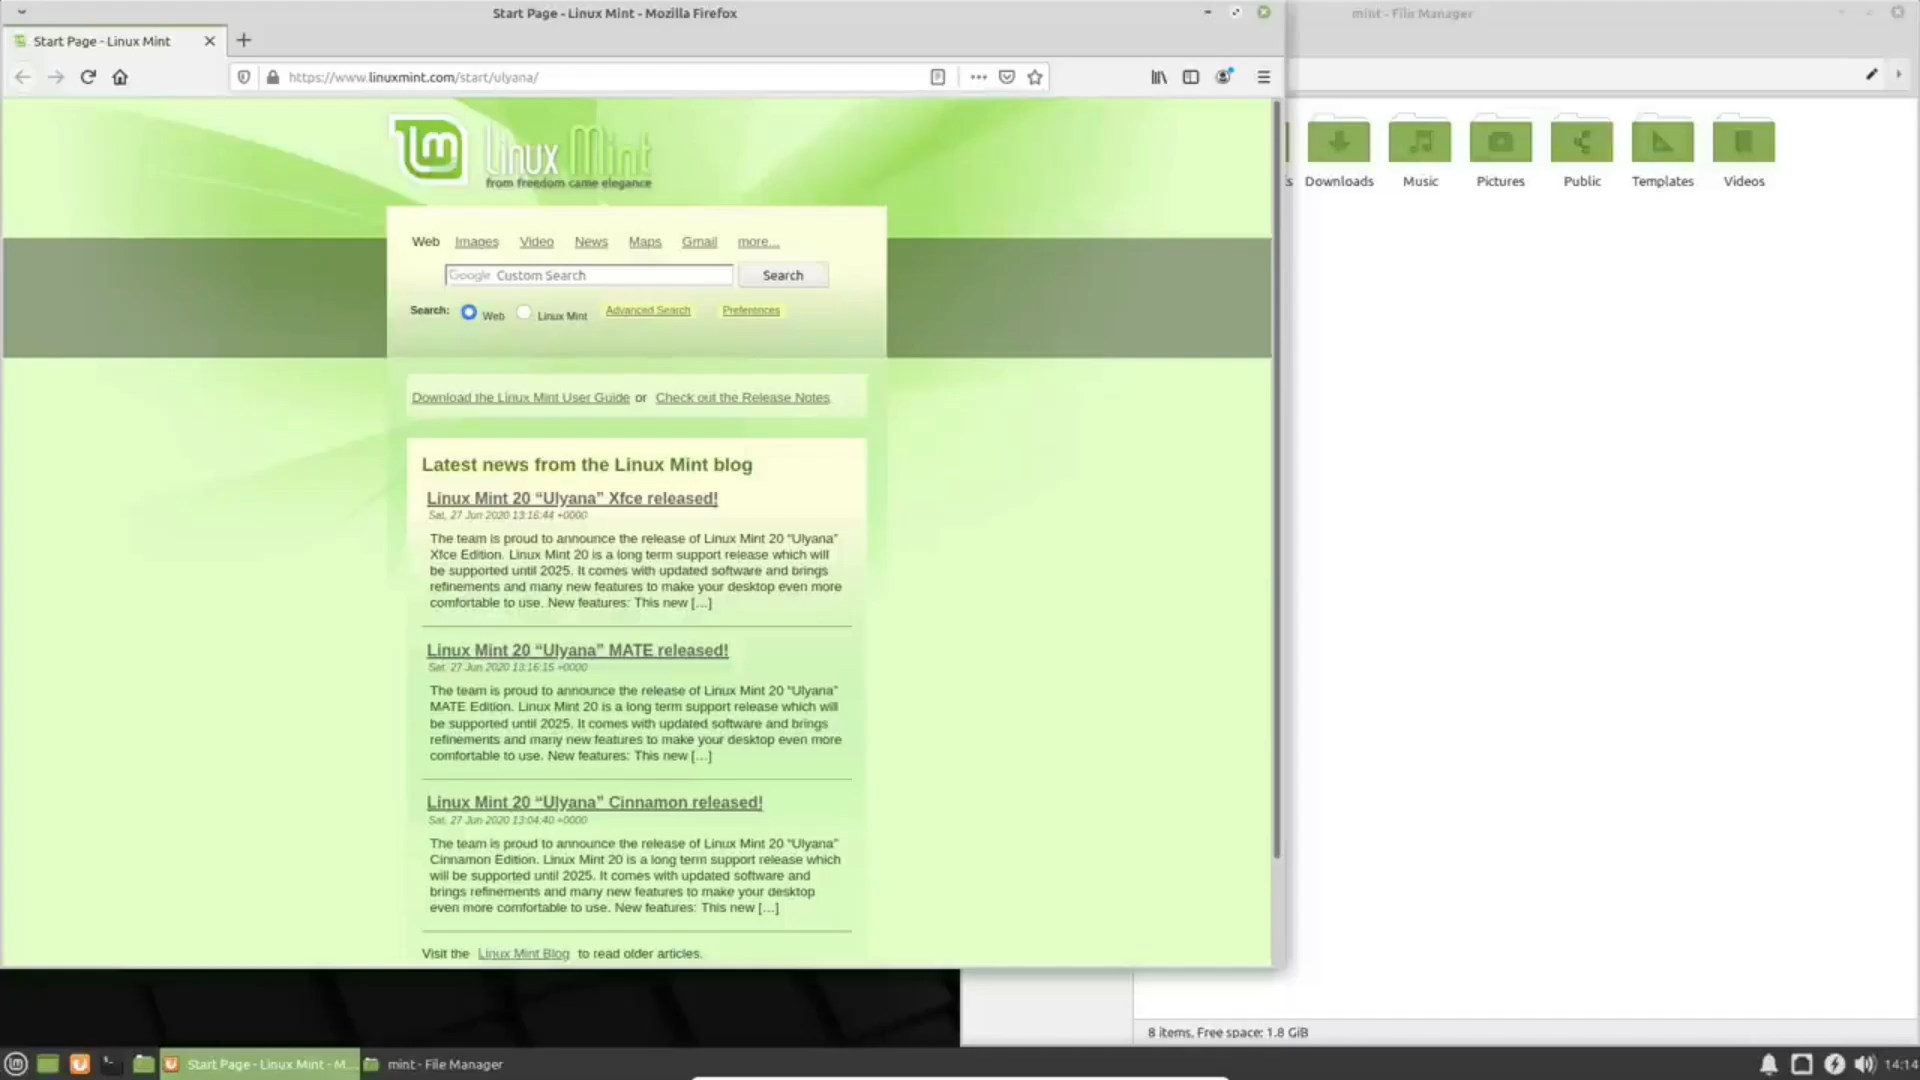 Start Page - Linux Mint - Mozilla Firefox
mint - File Manager
Start Page - Linux Mint
https://www.linuxmint.com/start/ulyana/
Linux Mint
from freedom came elegance
Web Images Video News Maps Gmail more...
Google Custom Search Search
Search: Web Linux Mint Advanced Search Preferences
Download the Linux Mint User Guide or Check out the Release Notes
Latest news from the Linux Mint blog
Linux Mint 20 “Ulyana” Xfce released!
Sat, 27 Jun 2020 13:16:44 +0000
The team is proud to announce the release of Linux Mint 20 “Ulyana”
Xfce Edition. Linux Mint 20 is a long term support release which will
be supported until 2025. It comes with updated software and brings
refinements and many new features to make your desktop even more
comfortable to use. New features: This new […]
Linux Mint 20 “Ulyana” MATE released!
Sat, 27 Jun 2020 13:16:15 +0000
The team is proud to announce the release of Linux Mint 20 “Ulyana”
MATE Edition. Linux Mint 20 is a long term support release which will
be supported until 2025. It comes with updated software and brings
refinements and many new features to make your desktop even more
comfortable to use. New features: This new […]
Linux Mint 20 “Ulyana” Cinnamon released!
Sat, 27 Jun 2020 13:04:40 +0000
The team is proud to announce the release of Linux Mint 20 “Ulyana”
Cinnamon Edition. Linux Mint 20 is a long term support release which
will be supported until 2025. It comes with updated software and
brings refinements and many new features to make your desktop
even more comfortable to use. New features: This new […]
Visit the Linux Mint Blog to read older articles.
s Downloads Music Pictures Public Templates Videos
8 items, Free space: 1.8 GiB
Start Page - Linux Mint - M... mint - File Manager 14:14